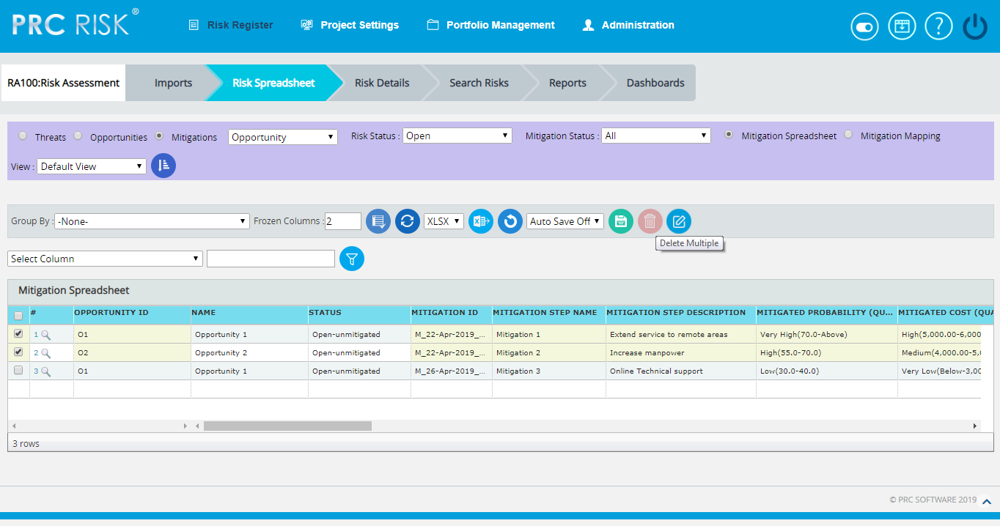 PRC RISK®
Risk Register Project Settings Portfolio Management Administration
?
RA100:Risk Assessment Imports Risk Spreadsheet Risk Details Search Risks Reports Dashboards
Threats Opportunities Mitigations Opportunity Risk Status : Open Mitigation Status : All Mitigation Spreadsheet Mitigation Mapping
View : Default View
Group By : -None- Frozen Columns : 2 XLSX Auto Save Off
Delete Multiple
Select Column
Mitigation Spreadsheet
# OPPORTUNITY ID NAME STATUS MITIGATION ID MITIGATION STEP NAME MITIGATION STEP DESCRIPTION MITIGATED PROBABILITY (QU... MITIGATED COST (QUA
1 O1 Opportunity 1 Open-unmitigated M_22-Apr-2019_... Mitigation 1 Extend service to remote areas Very High(70.0-Above) High(5,000.00-6,000
2 O2 Opportunity 2 Open-unmitigated M_22-Apr-2019_... Mitigation 2 Increase manpower High(55.0-70.0) Medium(4,000.00-5,
3 O1 Opportunity 1 Open-unmitigated M_26-Apr-2019_... Mitigation 3 Online Technical support Low(30.0-40.0) Very Low(Below-3,00
3 rows
© PRC SOFTWARE 2019